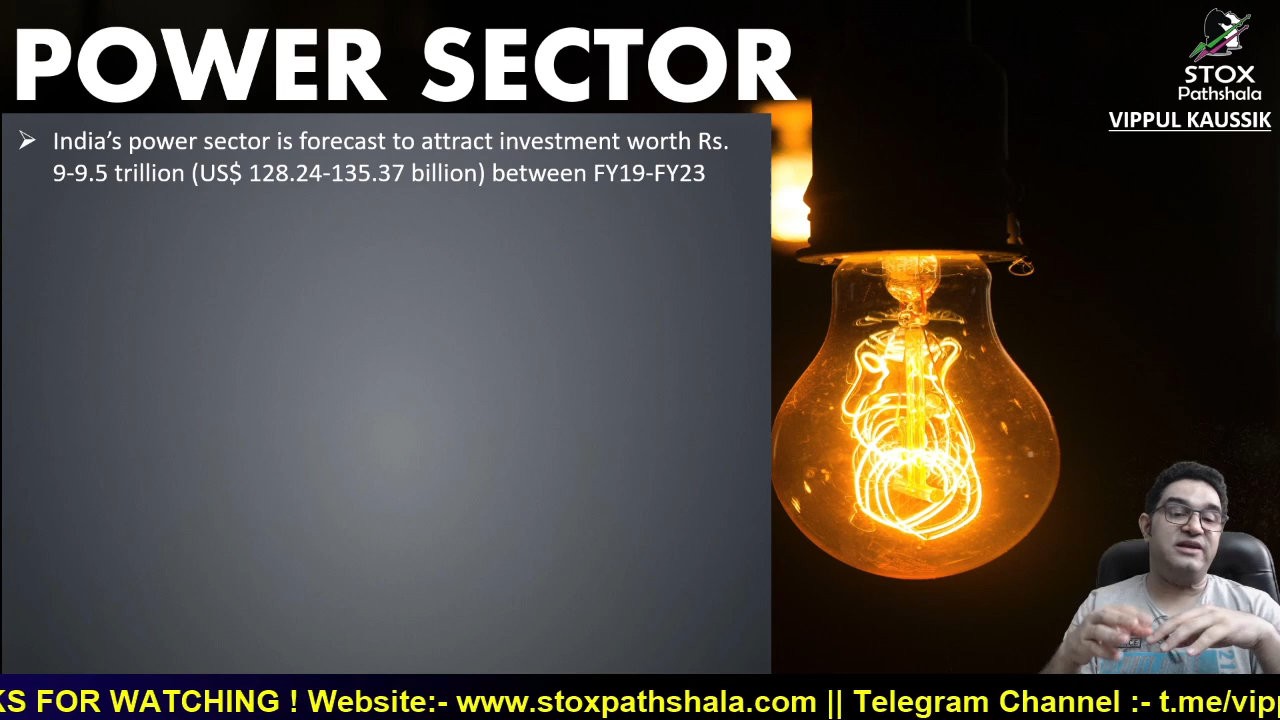 POWER SECTOR
STOX
Pathshala
VIPPUL KAUSSIK
➢ India’s power sector is forecast to attract investment worth Rs.
9-9.5 trillion (US$ 128.24-135.37 billion) between FY19-FY23
KS FOR WATCHING ! Website:- www.stoxpathshala.com || Telegram Channel :- t.me/vipp